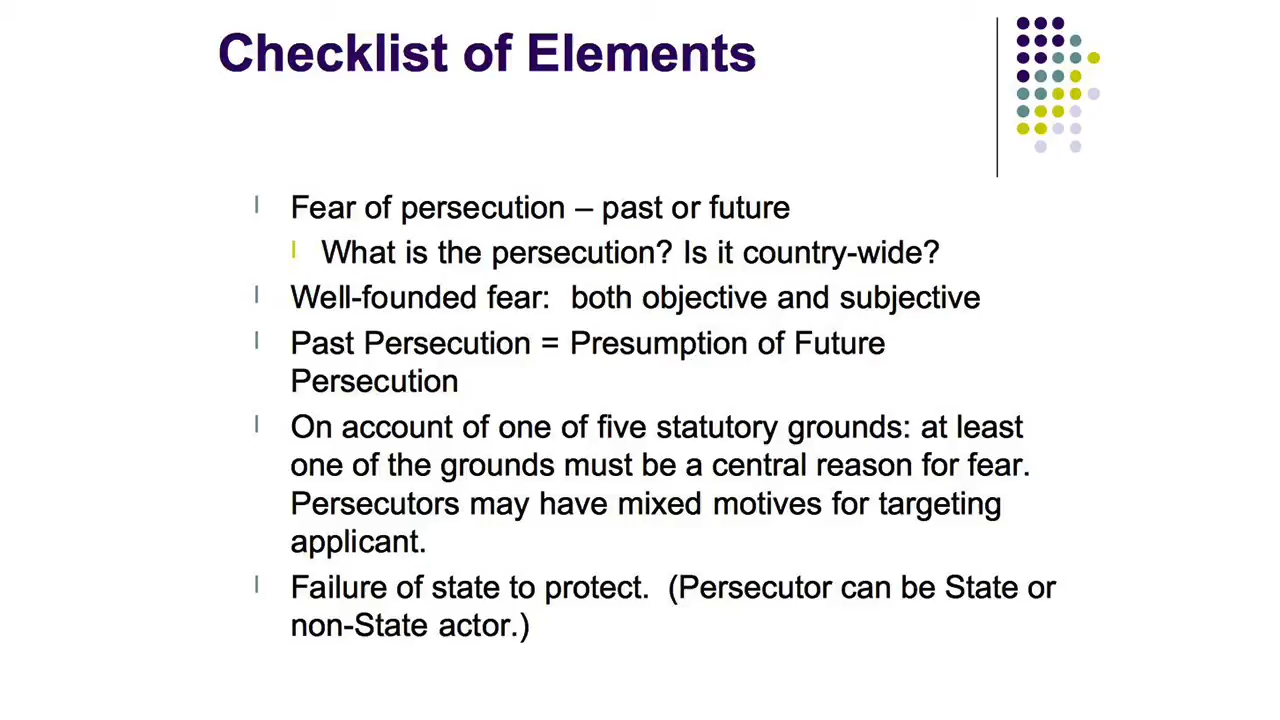 Checklist of Elements
Fear of persecution – past or future
What is the persecution? Is it country-wide?
Well-founded fear: both objective and subjective
Past Persecution = Presumption of Future
Persecution
On account of one of five statutory grounds: at least
one of the grounds must be a central reason for fear.
Persecutors may have mixed motives for targeting
applicant.
Failure of state to protect. (Persecutor can be State or
non-State actor.)